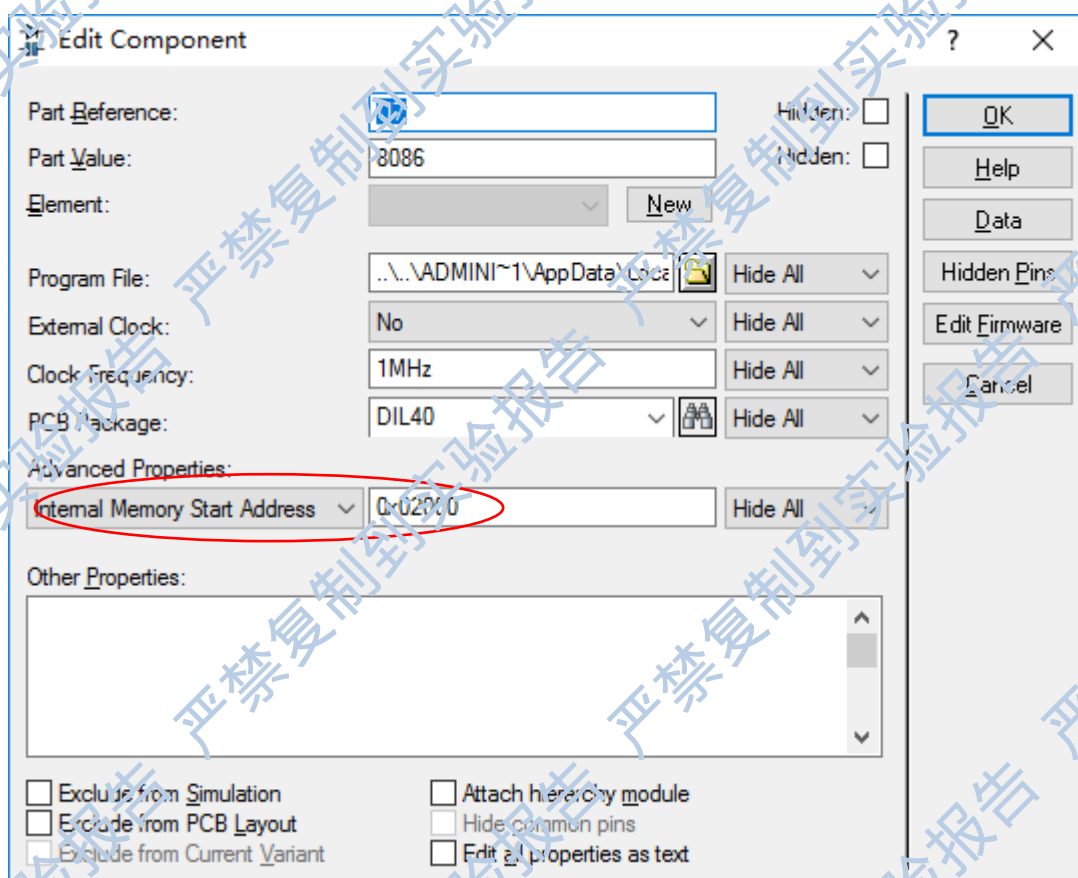 Edit Component
?
Part Reference:
Hidden:
OK
Part Value:
8086
Hidden:
Help
Element:
New
Data
Program File:
..\..\ADMINI~1\AppData\Loca
Hide All
Hidden Pins
External Clock:
No
Hide All
Edit Firmware
Clock Frequency:
1MHz
Hide All
Cancel
PCB Package:
DIL40
Hide All
Advanced Properties:
Internal Memory Start Address
Hide All
Other Properties:
Exclude from Simulation
Attach hierarchy module
Exclude from PCB Layout
Hide common pins
Exclude from Current Variant
Edit all properties as text
严禁复制到实验报告
严禁复制到实验报告
严禁复制到实验报告
严禁复制到实验报告